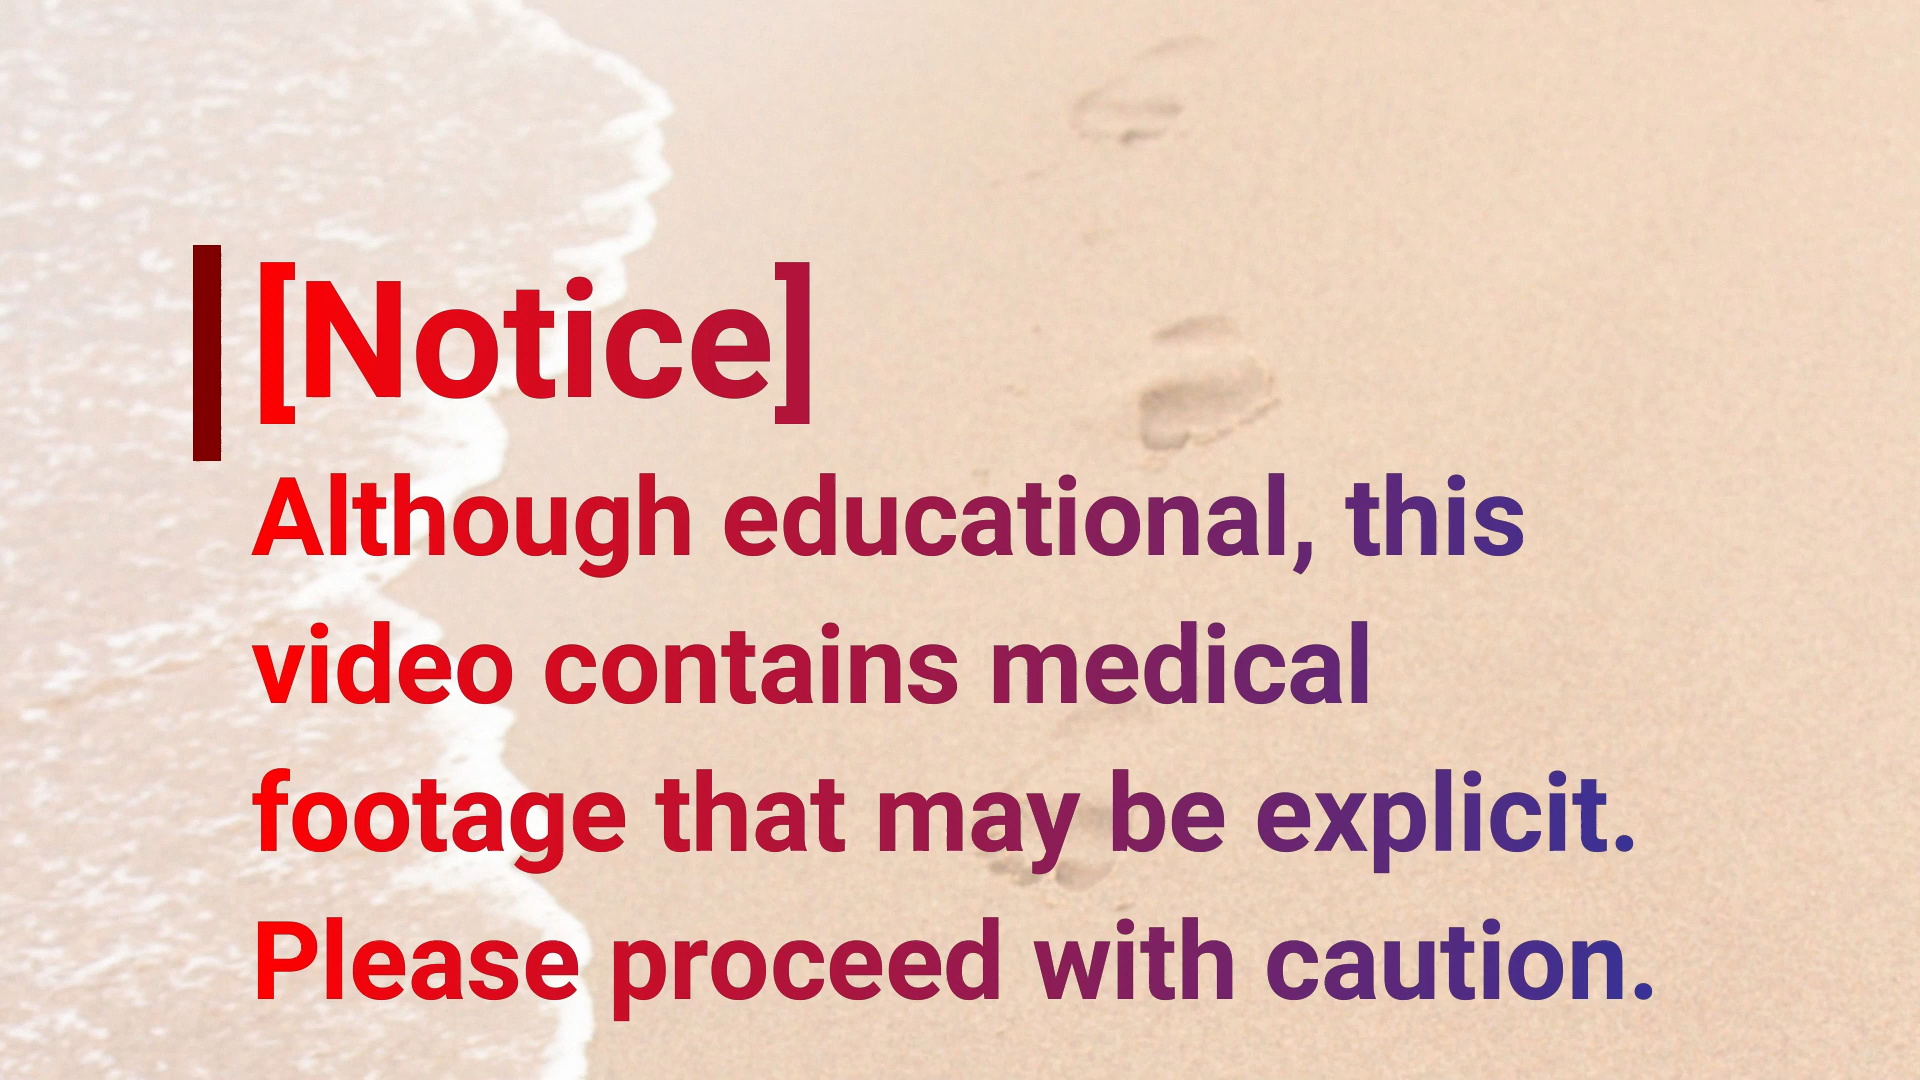 [Notice]
Although educational, this
video contains medical
footage that may be explicit.
Please proceed with caution.